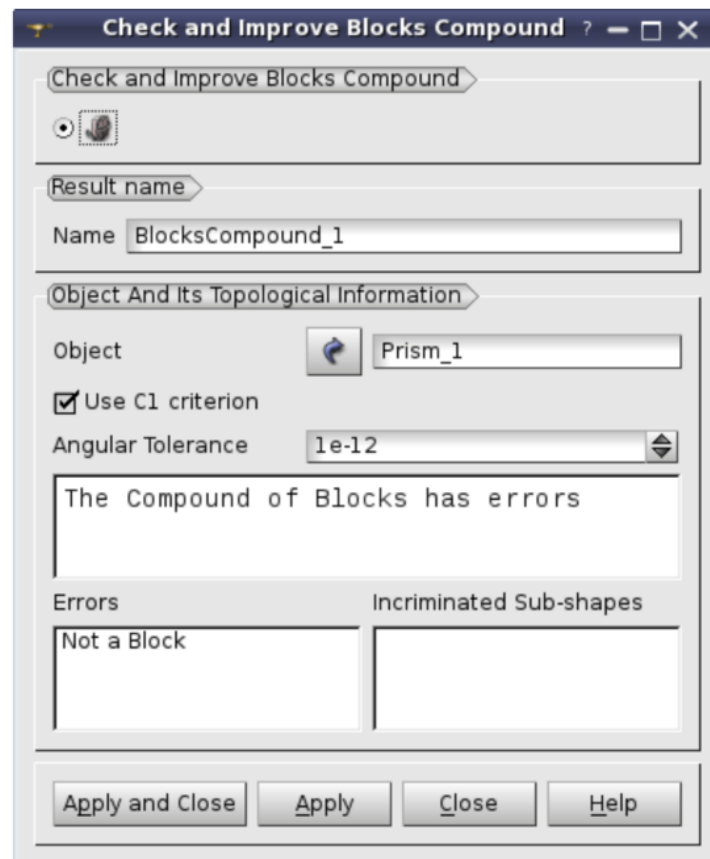 Check and Improve Blocks Compound ?
Check and Improve Blocks Compound
Result name
Name BlocksCompound_1
Object And Its Topological Information
Object Prism_1
Use C1 criterion
Angular Tolerance 1e-12
The Compound of Blocks has errors
Errors Incriminated Sub-shapes
Not a Block
Apply and Close Apply Close Help